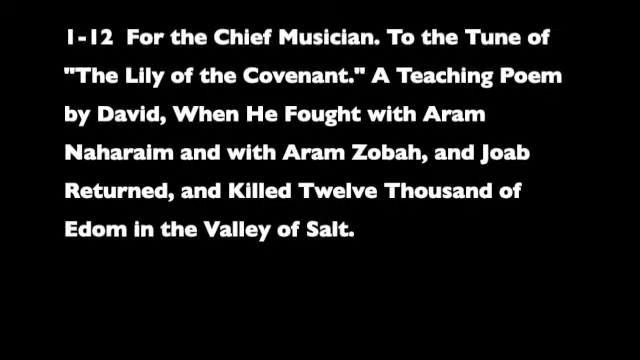 1-12 For the Chief Musician. To the Tune of
"The Lily of the Covenant." A Teaching Poem
by David, When He Fought with Aram
Naharaim and with Aram Zobah, and Joab
Returned, and Killed Twelve Thousand of
Edom in the Valley of Salt.